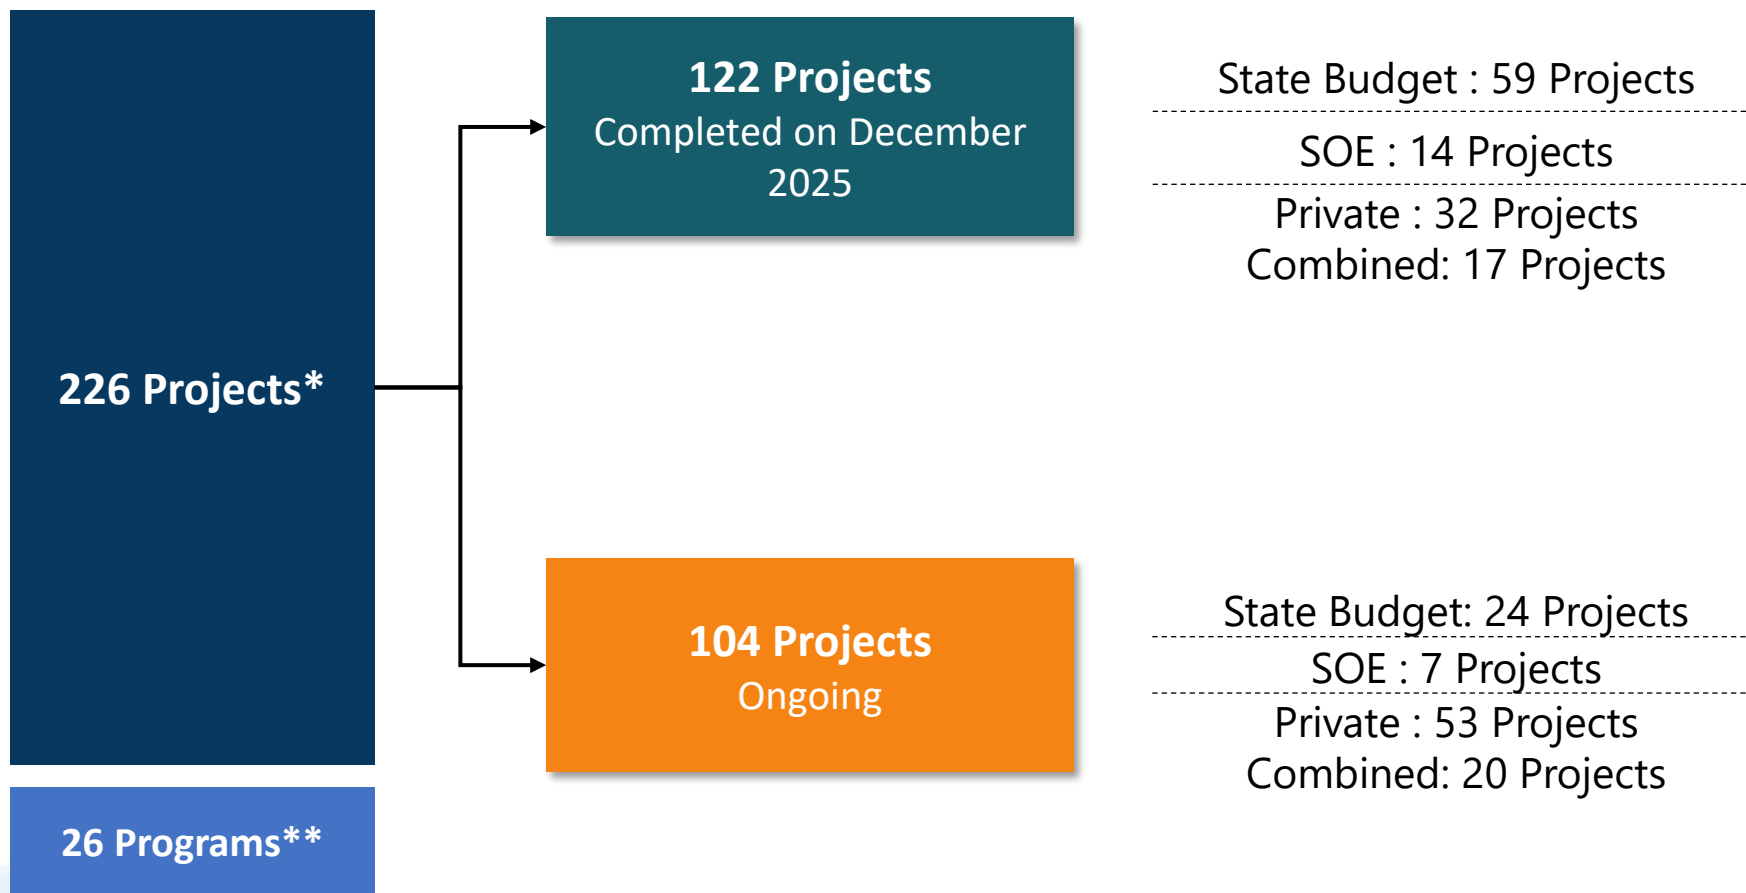 226 Projects*
26 Programs**
122 Projects
Completed on December
2025
State Budget : 59 Projects
SOE : 14 Projects
Private : 32 Projects
Combined: 17 Projects
104 Projects
Ongoing
State Budget: 24 Projects
SOE : 7 Projects
Private : 53 Projects
Combined: 20 Projects